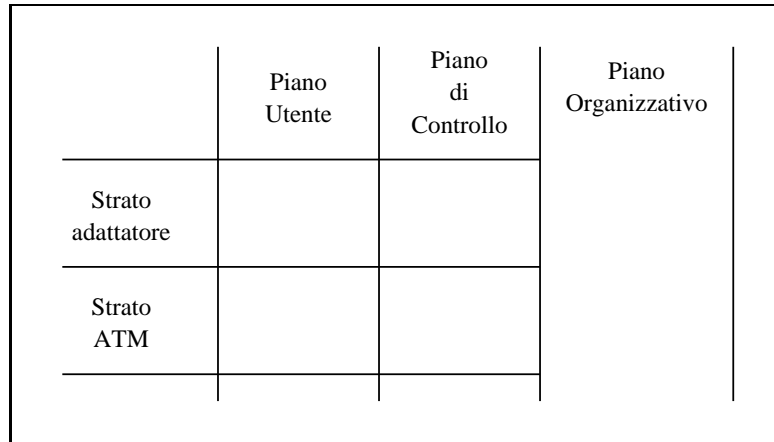 Piano
Utente
Piano
di
Controllo
Piano
Organizzativo
Strato
adattatore
Strato
ATM